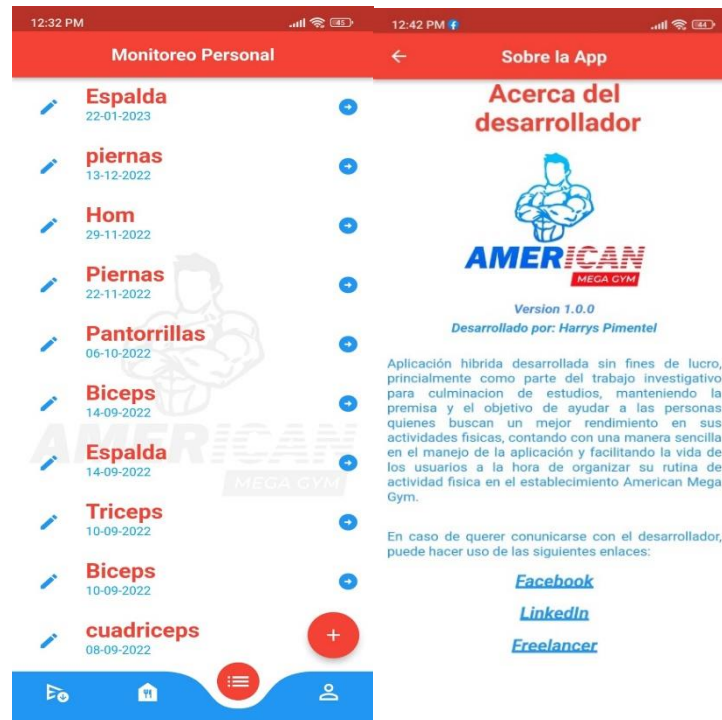 12:32 PM
45
Monitoreo Personal
Espalda
22-01-2023
piernas
13-12-2022
Hom
29-11-2022
Piernas
22-11-2022
Pantorrillas
06-10-2022
Biceps
14-09-2022
Espalda
14-09-2022
Triceps
10-09-2022
Biceps
10-09-2022
cuadriceps
08-09-2022
+
AMERICAN
MEGA GYM
12:42 PM
44
Sobre la App
Acerca del
desarrollador
AMERICAN
MEGA GYM
Version 1.0.0
Desarrollado por: Harrys Pimentel
Aplicación hibrida desarrollada sin fines de lucro,
princialmente como parte del trabajo investigativo
para culminacion de estudios, manteniendo la
premisa y el objetivo de ayudar a las personas
quienes buscan un mejor rendimiento en sus
actividades fisicas, contando con una manera sencilla
en el manejo de la aplicación y facilitando la vida de
los usuarios a la hora de organizar su rutina de
actividad fisica en el establecimiento American Mega
Gym.
En caso de querer conunicarse con el desarrollador,
puede hacer uso de las siguientes enlaces:
Facebook
LinkedIn
Freelancer